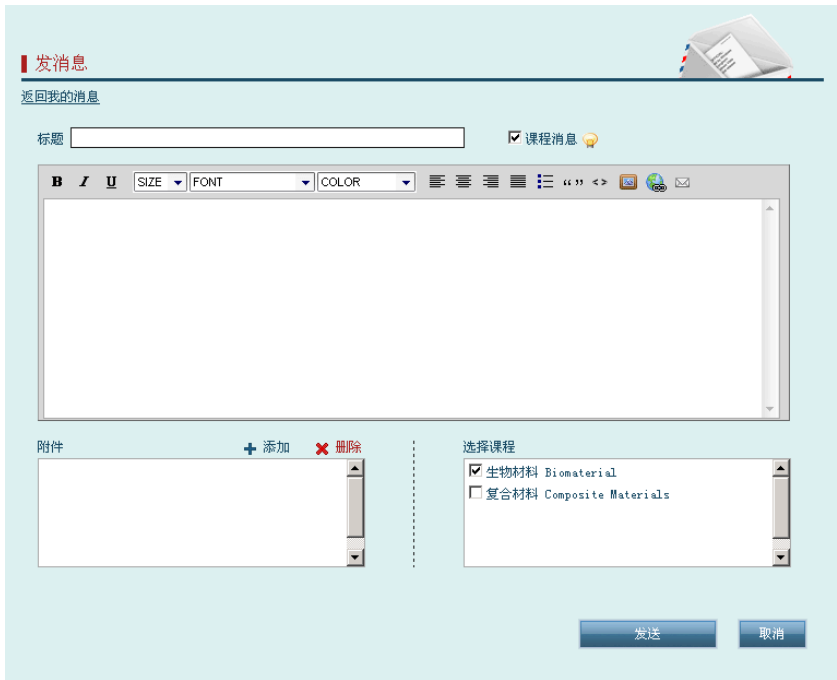 发消息
返回我的消息
标题 课程消息
B I U SIZE FONT COLOR “ ” <>
附件 添加 删除 选择课程
生物材料 Biomaterial
复合材料 Composite Materials
发送 取消